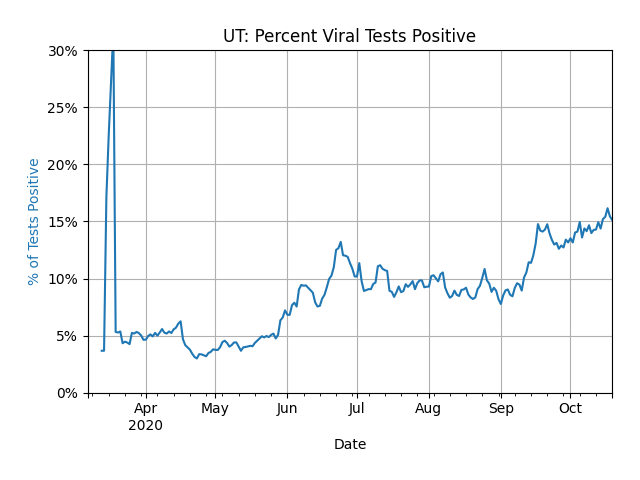 UT: Percent Viral Tests Positive
30%
25%
20%
15%
10%
5%
0%
% of Tests Positive
Apr
2020
May
Jun
Jul
Aug
Sep
Oct
Date